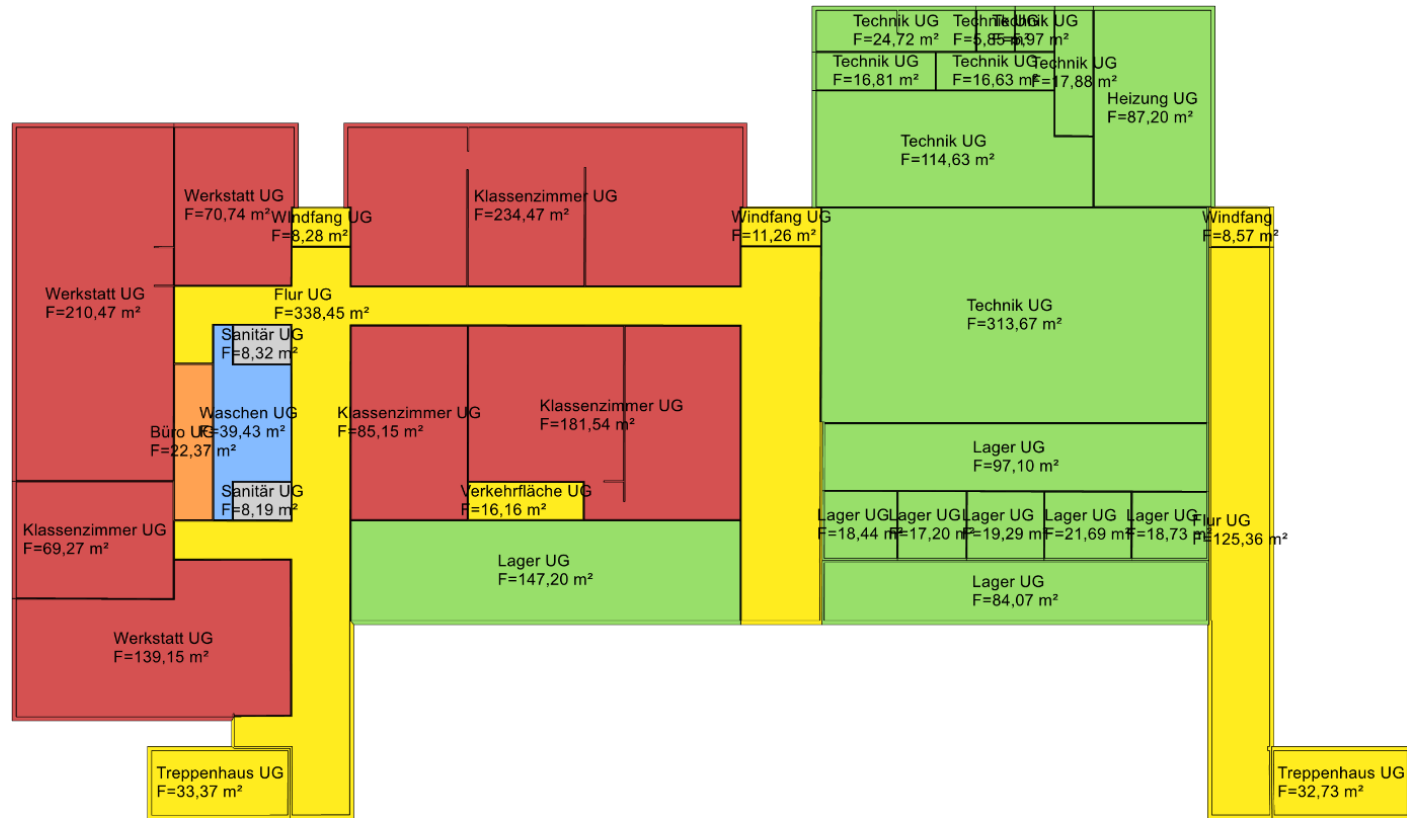 Technik UG
F=24,72 m²
Technik UG
F=5,85 m²
Technik UG
F=5,97 m²
Technik UG
F=16,81 m²
Technik UG
F=16,63 m²
Technik UG
F=17,88 m²
Heizung UG
F=87,20 m²
Technik UG
F=114,63 m²
Werkstatt UG
F=70,74 m²
Klassenzimmer UG
F=234,47 m²
WIndfang UG
F=8,28 m²
Windfang UG
F=11,26 m²
Windfang
F=8,57 m²
Werkstatt UG
F=210,47 m²
Flur UG
F=338,45 m²
Technik UG
F=313,67 m²
Sanitär UG
F=8,32 m²
Waschen UG
F=39,43 m²
Büro UG
F=22,37 m²
Klassenzimmer UG
F=85,15 m²
Klassenzimmer UG
F=181,54 m²
Lager UG
F=97,10 m²
Sanitär UG
F=8,19 m²
Verkehrfläche UG
F=16,16 m²
Klassenzimmer UG
F=69,27 m²
Lager UG
F=18,44 m²
Lager UG
F=17,20 m²
Lager UG
F=19,29 m²
Lager UG
F=21,69 m²
Lager UG
F=18,73 m²
Flur UG
F=125,36 m²
Lager UG
F=147,20 m²
Lager UG
F=84,07 m²
Werkstatt UG
F=139,15 m²
Treppenhaus UG
F=33,37 m²
Treppenhaus UG
F=32,73 m²